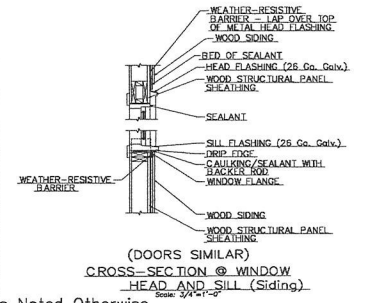 WEATHER-RESISTIVE
BARRIER - LAP OVER TOP
OF METAL HEAD FLASHING
WOOD SIDING
BED OF SEALANT
HEAD FLASHING (26 Ga. Galv.)
WOOD STRUCTURAL PANEL
SHEATHING
SEALANT
SILL FLASHING (26 Ga. Galv.)
DRIP EDGE
CAULKING/SEALANT WITH
BACKER ROD
WINDOW FLANGE
WEATHER-RESISTIVE
BARRIER
WOOD SIDING
WOOD STRUCTURAL PANEL
SHEATHING
(DOORS SIMILAR)
CROSS-SECTION @ WINDOW
HEAD AND SILL (Siding)
Scale: 3/4"=1'-0"
Noted Otherwise